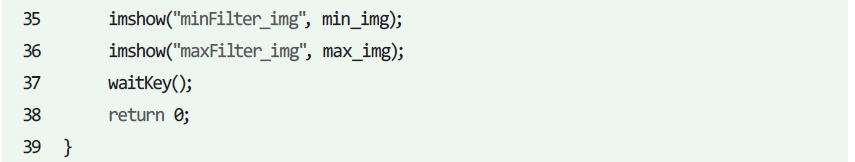 35 imshow("minFilter_img", min_img);
36 imshow("maxFilter_img", max_img);
37 waitKey();
38 return 0;
39 }